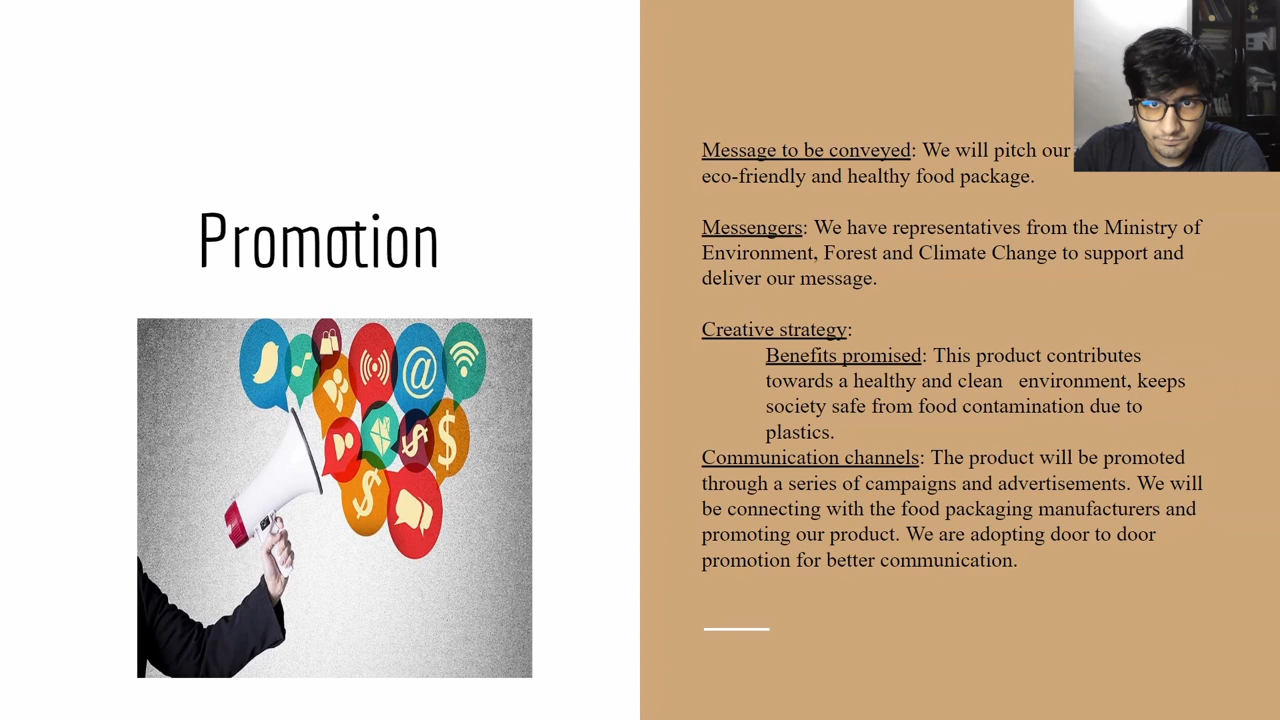 Promotion
Message to be conveyed: We will pitch our
eco-friendly and healthy food package.
Messengers: We have representatives from the Ministry of
Environment, Forest and Climate Change to support and
deliver our message.
Creative strategy:
Benefits promised: This product contributes
towards a healthy and clean   environment, keeps
society safe from food contamination due to
plastics.
Communication channels: The product will be promoted
through a series of campaigns and advertisements. We will
be connecting with the food packaging manufacturers and
promoting our product. We are adopting door to door
promotion for better communication.